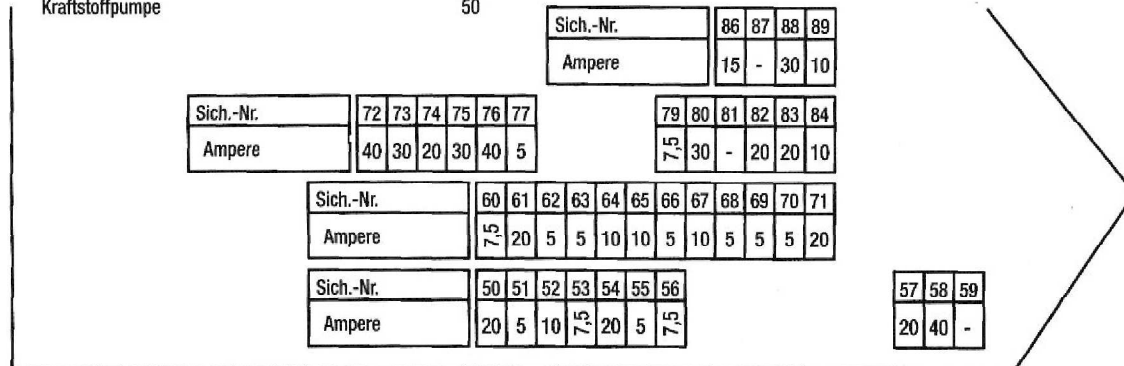 Kraftstoffpumpe 50
Sich.-Nr. 86 87 88 89
Ampere 15 - 30 10
Sich.-Nr. 72 73 74 75 76 77 79 80 81 82 83 84
Ampere 40 30 20 30 40 5 7,5 30 - 20 20 10
Sich.-Nr. 60 61 62 63 64 65 66 67 68 69 70 71
Ampere 7,5 20 5 5 10 10 5 10 5 5 5 20
Sich.-Nr. 50 51 52 53 54 55 56 57 58 59
Ampere 20 5 10 7,5 20 5 7,5 20 40 -